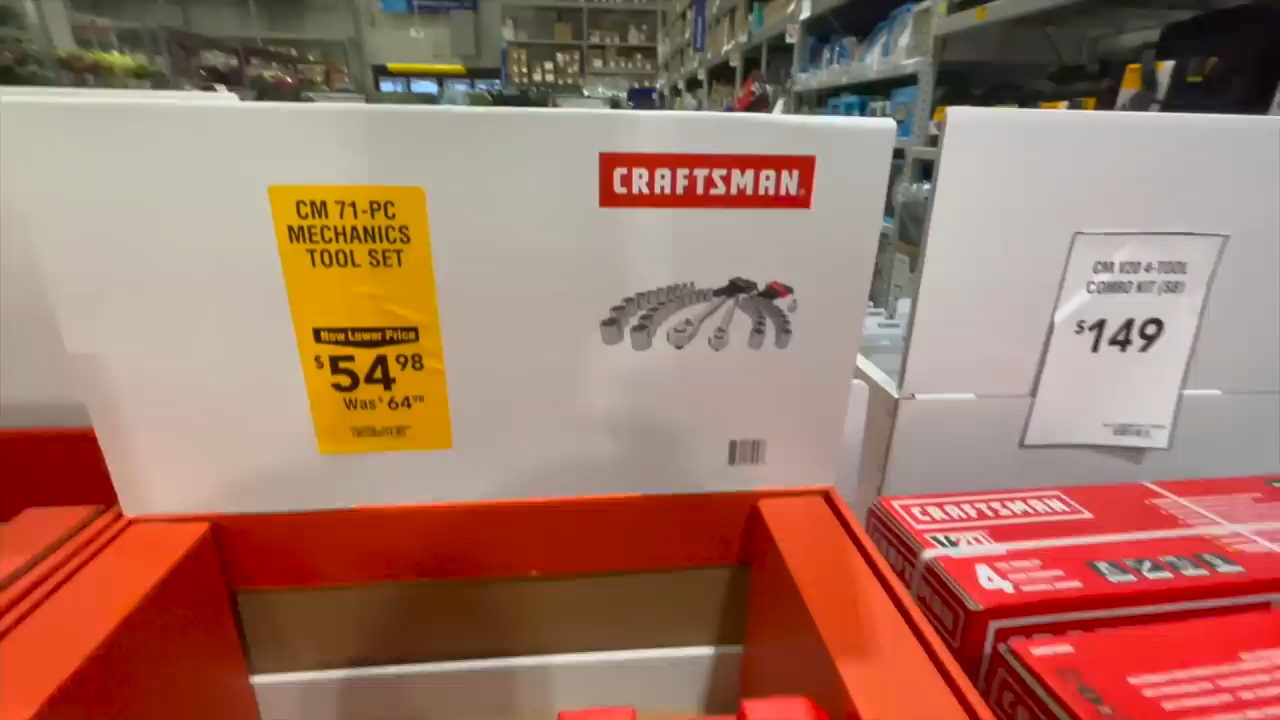 CRAFTSMAN
CM 71-PC
MECHANICS
TOOL SET
New Lower Price
$54.98
Was $64.98
CM V20 4-TOOL
COMBO KIT (SB)
$149
CRAFTSMAN
V20
4